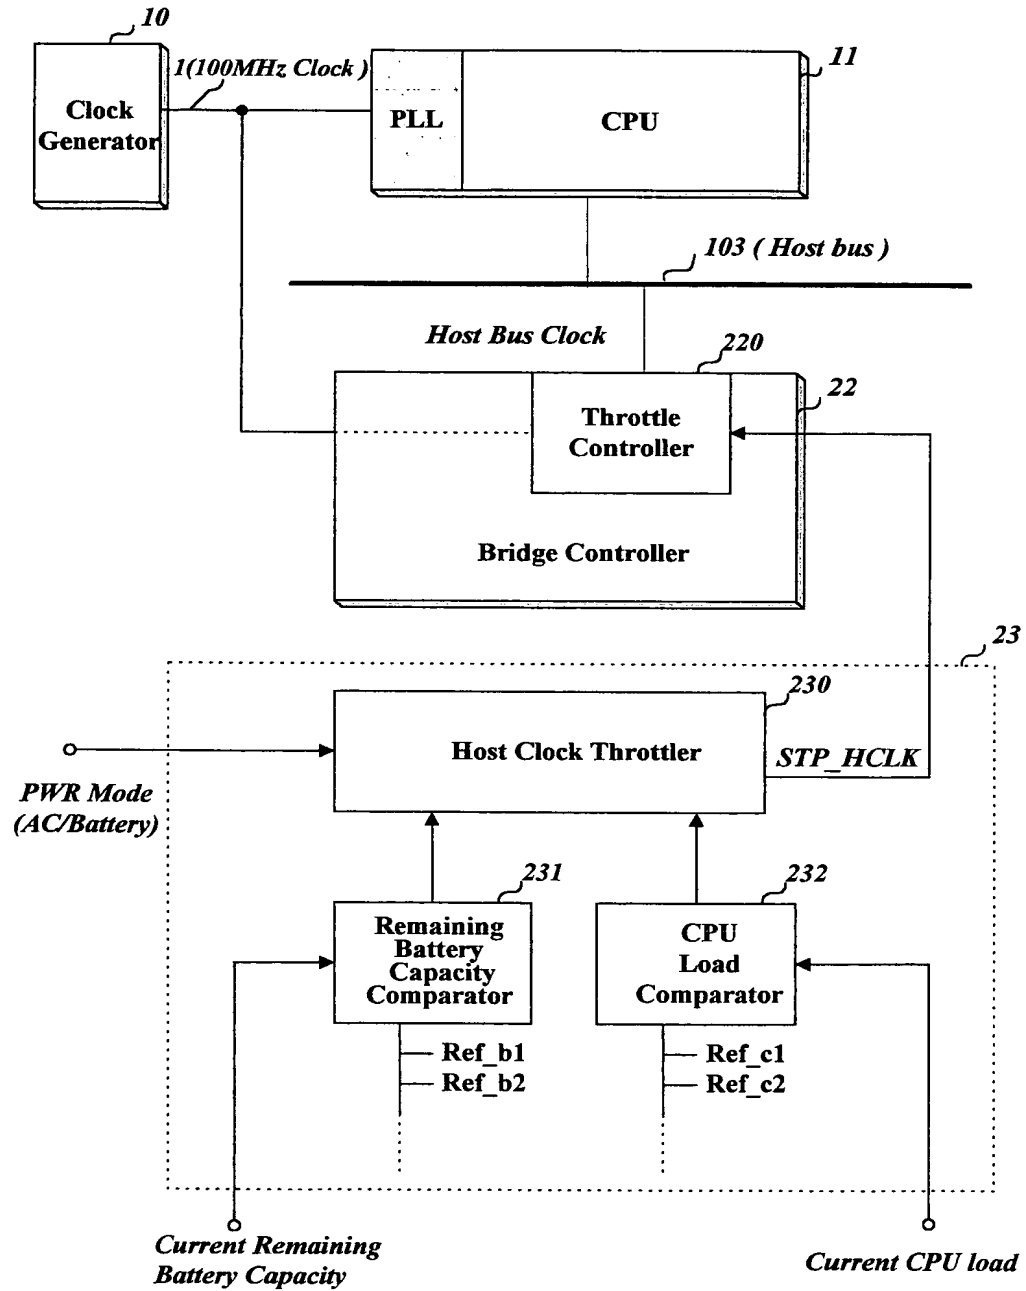 10
1(100MHz Clock)
11
Clock
Generator
PLL
CPU
103 ( Host bus )
Host Bus Clock
220
22
Throttle
Controller
Bridge Controller
23
230
Host Clock Throttler
STP_HCLK
PWR Mode
(AC/Battery)
231
232
Remaining
Battery
Capacity
Comparator
CPU
Load
Comparator
Ref_b1
Ref_b2
Ref_c1
Ref_c2
Current Remaining
Battery Capacity
Current CPU load